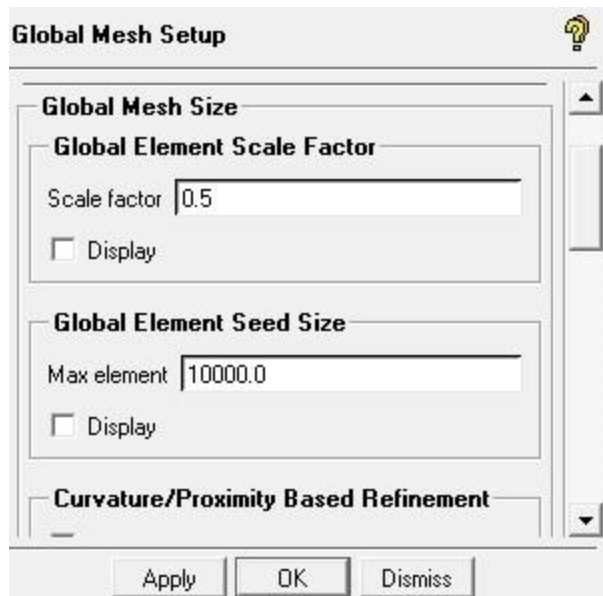 Global Mesh Setup
Global Mesh Size
Global Element Scale Factor
Scale factor 0.5
Display
Global Element Seed Size
Max element 10000.0
Display
Curvature/Proximity Based Refinement
Apply OK Dismiss